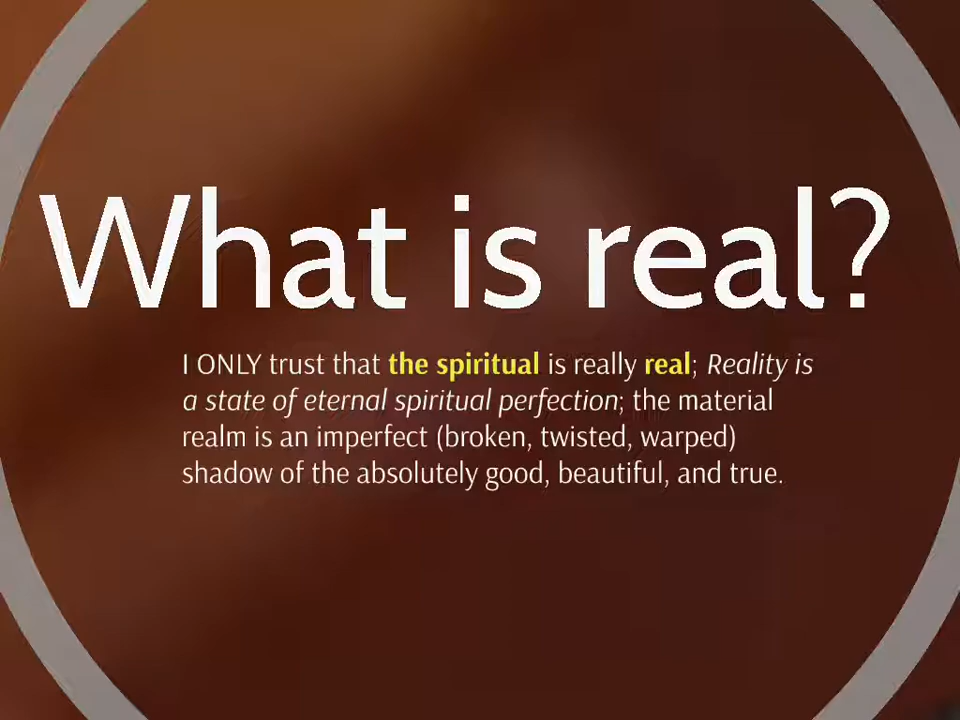 What is real?
I ONLY trust that the spiritual is really real; Reality is
a state of eternal spiritual perfection; the material
realm is an imperfect (broken, twisted, warped)
shadow of the absolutely good, beautiful, and true.